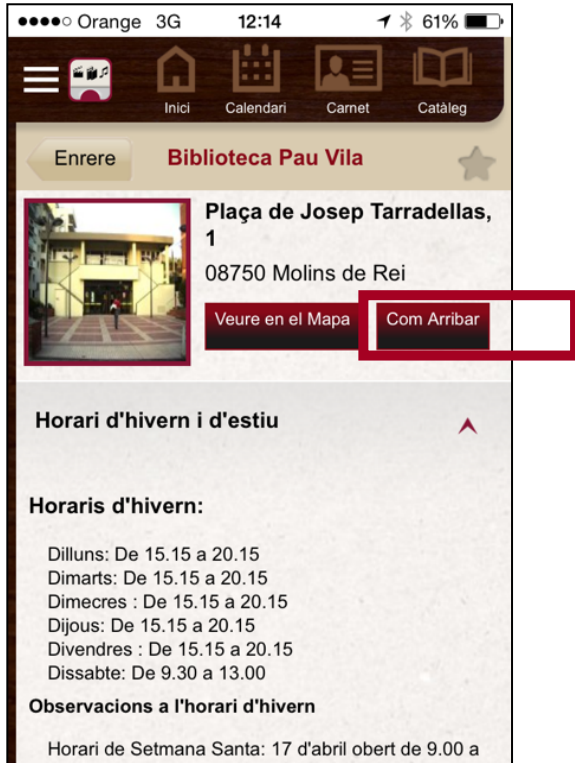 Orange 3G 12:14 61%
Inici Calendari Carnet Catàleg
Enrere Biblioteca Pau Vila
Plaça de Josep Tarradellas,
1
08750 Molins de Rei
Veure en el Mapa Com Arribar
Horari d'hivern i d'estiu
Horaris d'hivern:
Dilluns: De 15.15 a 20.15
Dimarts: De 15.15 a 20.15
Dimecres : De 15.15 a 20.15
Dijous: De 15.15 a 20.15
Divendres : De 15.15 a 20.15
Dissabte: De 9.30 a 13.00
Observacions a l'horari d'hivern
Horari de Setmana Santa: 17 d'abril obert de 9.00 a